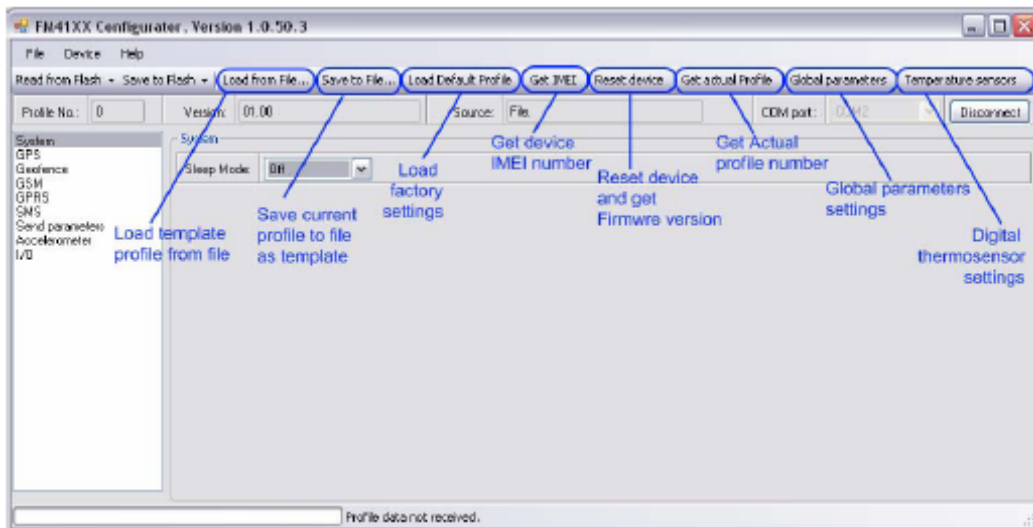 FM41XX Configurator, Version 1.0.50.3
File Device Help
Read from Flash Save to Flash Load from File... Save to File... Load Default Profile Get IMEI Reset device Get actual Profile Global parameters Temperature sensors
Profile No.: 0 Version: 01.00 Source: File. COM port: COM2 Disconnect
System
GPS
Geofence
GSM
GPRS
SMS
Send parameters
Accelerometer
I/O
System
Sleep Mode: Off
Load template
profile from file
Save current
profile to file
as template
Load
factory
settings
Get device
IMEI number
Reset device
and get
Firmwre version
Get Actual
profile number
Global parameters
settings
Digital
thermosensor
settings
Profile data not received.